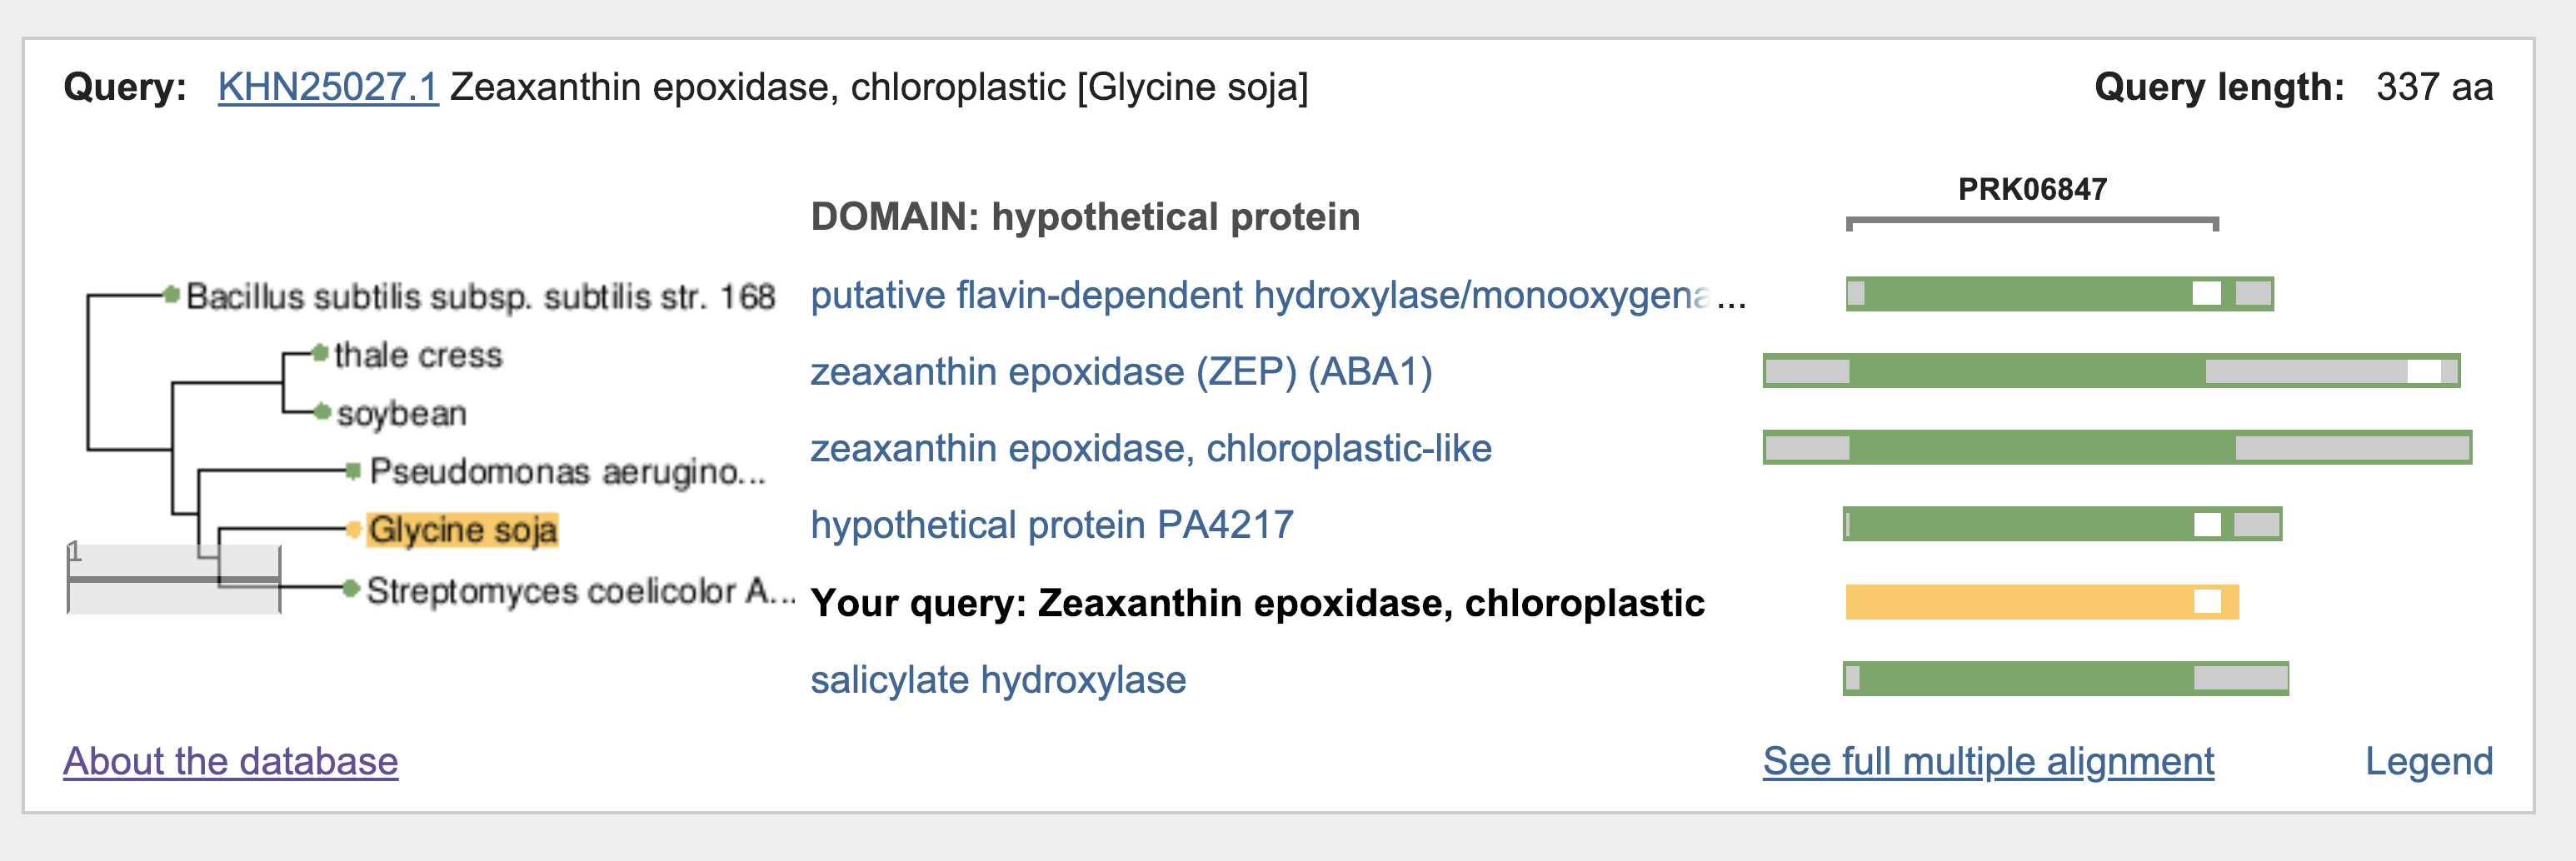 Query: KHN25027.1 Zeaxanthin epoxidase, chloroplastic [Glycine soja] Query length: 337 aa
PRK06847
DOMAIN: hypothetical protein
Bacillus subtilis subsp. subtilis str. 168 putative flavin-dependent hydroxylase/monooxygena...
thale cress
zeaxanthin epoxidase (ZEP) (ABA1)
soybean
zeaxanthin epoxidase, chloroplastic-like
Pseudomonas aerugino...
hypothetical protein PA4217
Glycine soja
1
Streptomyces coelicolor A...
Your query: Zeaxanthin epoxidase, chloroplastic
salicylate hydroxylase
About the database See full multiple alignment Legend